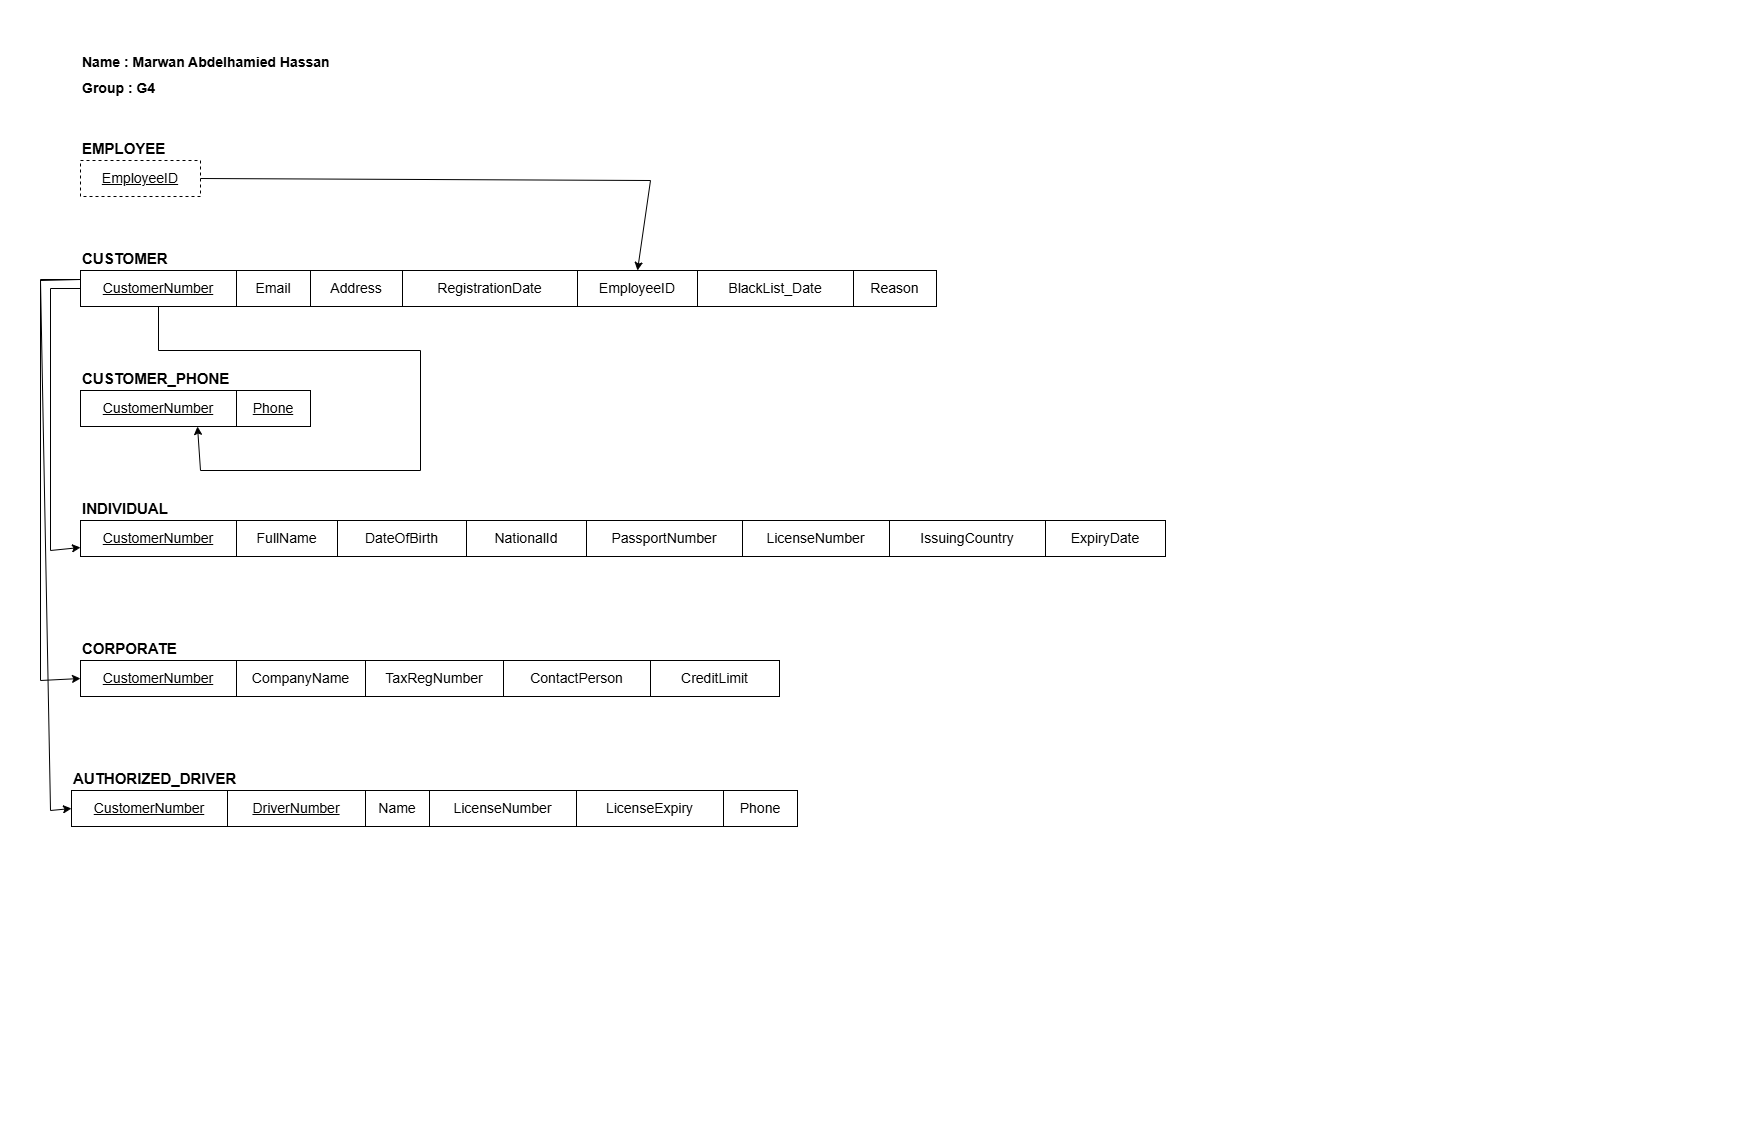 Name : Marwan Abdelhamied Hassan
Group : G4
EMPLOYEE
EmployeeID
CUSTOMER
CustomerNumber Email Address RegistrationDate EmployeeID BlackList_Date Reason
CUSTOMER_PHONE
CustomerNumber Phone
INDIVIDUAL
CustomerNumber FullName DateOfBirth NationalId PassportNumber LicenseNumber IssuingCountry ExpiryDate
CORPORATE
CustomerNumber CompanyName TaxRegNumber ContactPerson CreditLimit
AUTHORIZED_DRIVER
CustomerNumber DriverNumber Name LicenseNumber LicenseExpiry Phone